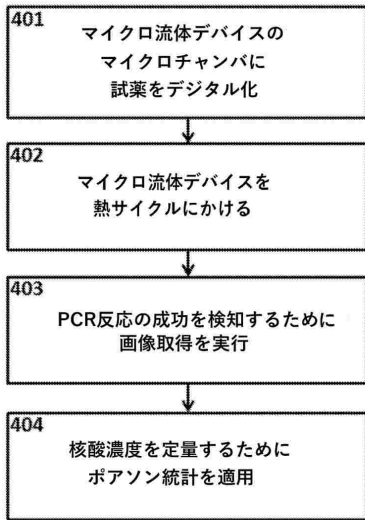 401
マイクロ流体デバイスの
マイクロチャンバに
試薬をデジタル化
402
マイクロ流体デバイスを
熱サイクルにかける
403
PCR反応の成功を検知するために
画像取得を実行
404
核酸濃度を定量するために
ポアソン統計を適用